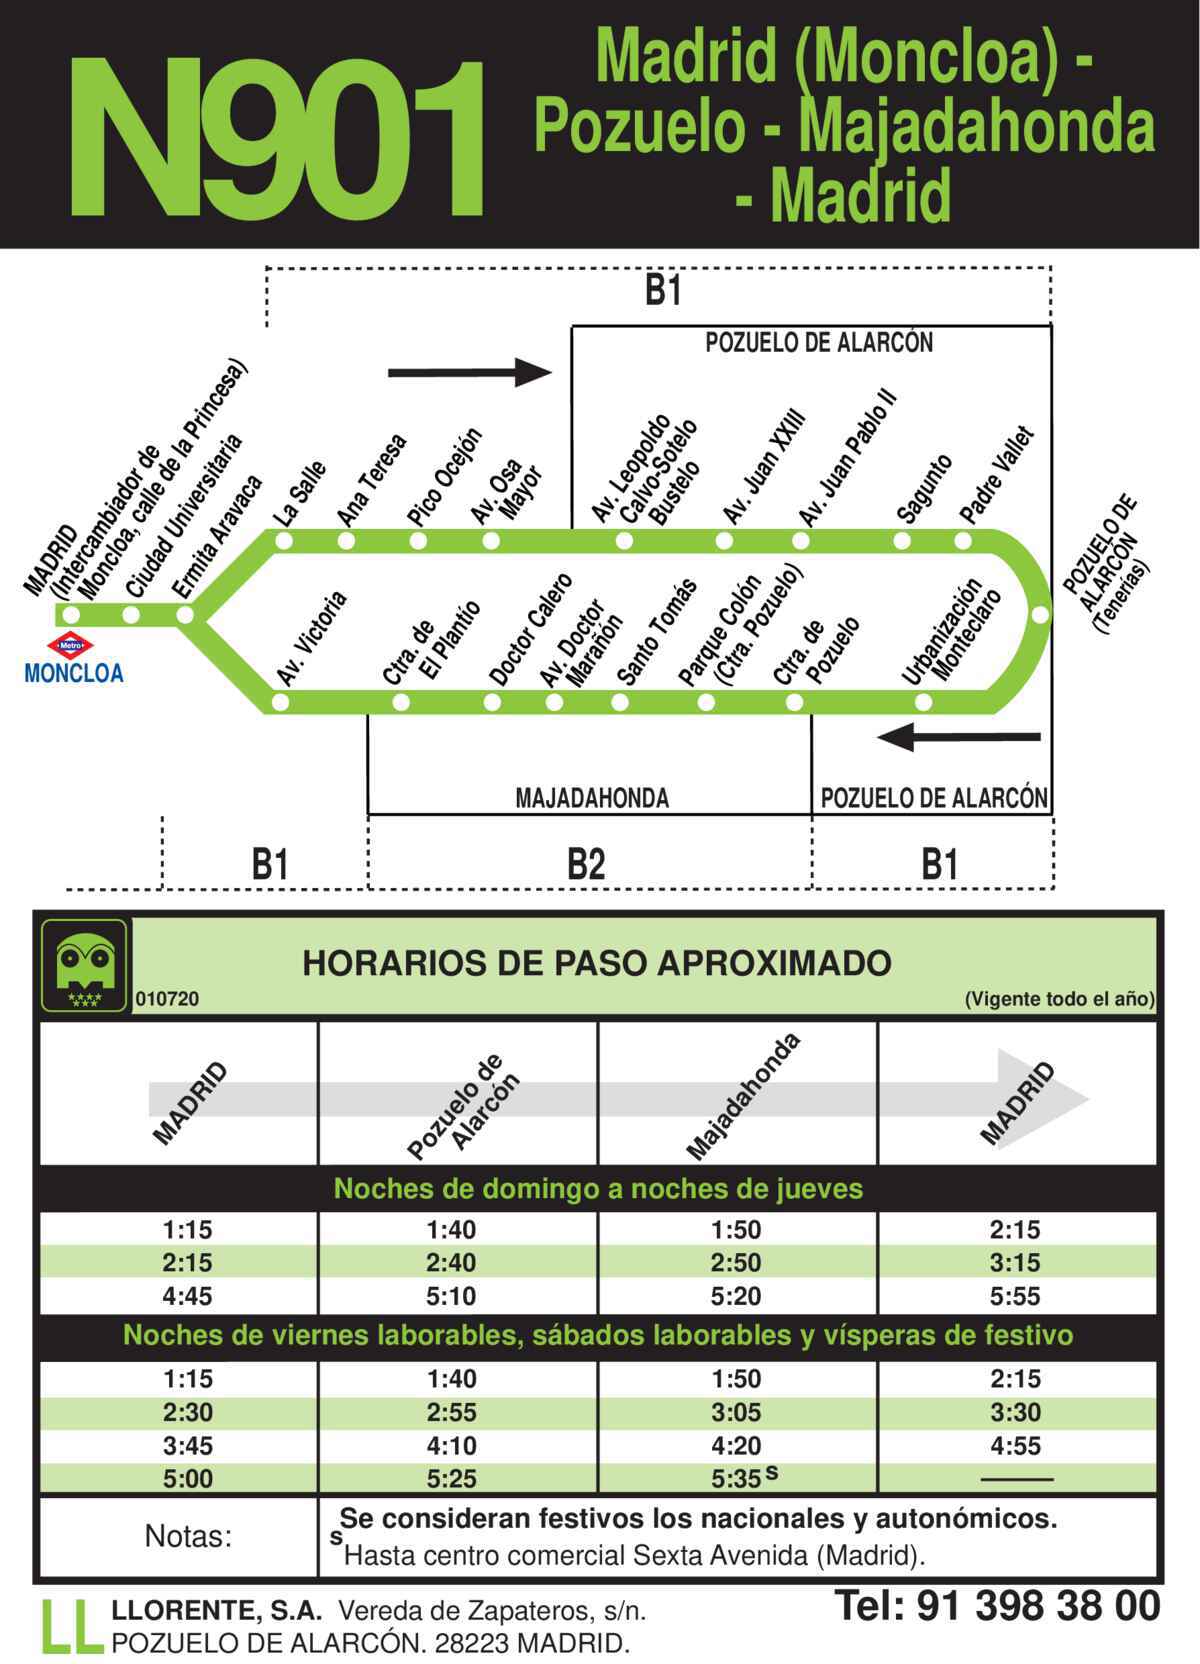 N901
Madrid (Moncloa) -
Pozuelo - Majadahonda
- Madrid
B1
POZUELO DE ALARCÓN
MADRID
(Intercambiador de
Moncloa, calle de la Princesa)
Ciudad Universitaria
Ermita Aravaca
La Salle
Ana Teresa
Pico Ocejón
Av. Osa
Mayor
Av. Leopoldo
Calvo-Sotelo
Bustelo
Av. Juan XXIII
Av. Juan Pablo II
Sagunto
Padre Vallet
POZUELO DE
ALARCÓN
(Tenerías)
Metro
MONCLOA
Av. Victoria
Ctra. de
El Plantío
Doctor Calero
Av. Doctor
Marañón
Santo Tomás
Parque Colón
(Ctra. Pozuelo)
Ctra. de
Pozuelo
Urbanización
Monteclaro
MAJADAHONDA
POZUELO DE ALARCÓN
B1
B2
B1
HORARIOS DE PASO APROXIMADO
010720
(Vigente todo el año)
MADRID
Pozuelo de
Alarcón
Majadahonda
MADRID
Noches de domingo a noches de jueves
1:15 1:40 1:50 2:15
2:15 2:40 2:50 3:15
4:45 5:10 5:20 5:55
Noches de viernes laborables, sábados laborables y vísperas de festivo
1:15 1:40 1:50 2:15
2:30 2:55 3:05 3:30
3:45 4:10 4:20 4:55
5:00 5:25 5:35 s ——
Notas:
Se consideran festivos los nacionales y autonómicos.
s Hasta centro comercial Sexta Avenida (Madrid).
LL
LLORENTE, S.A. Vereda de Zapateros, s/n.
POZUELO DE ALARCÓN. 28223 MADRID.
Tel: 91 398 38 00